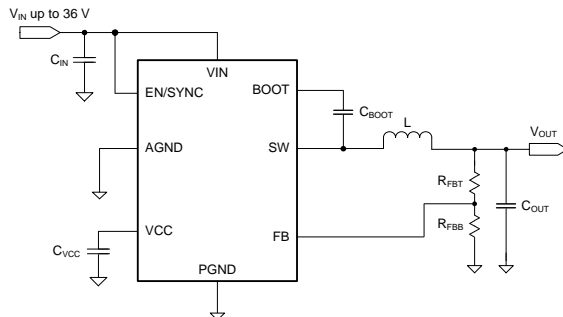 V_IN up to 36 V
C_IN
VIN
EN/SYNC
BOOT
C_BOOT
L
V_OUT
AGND
SW
R_FBT
C_OUT
R_FBB
VCC
FB
C_VCC
PGND